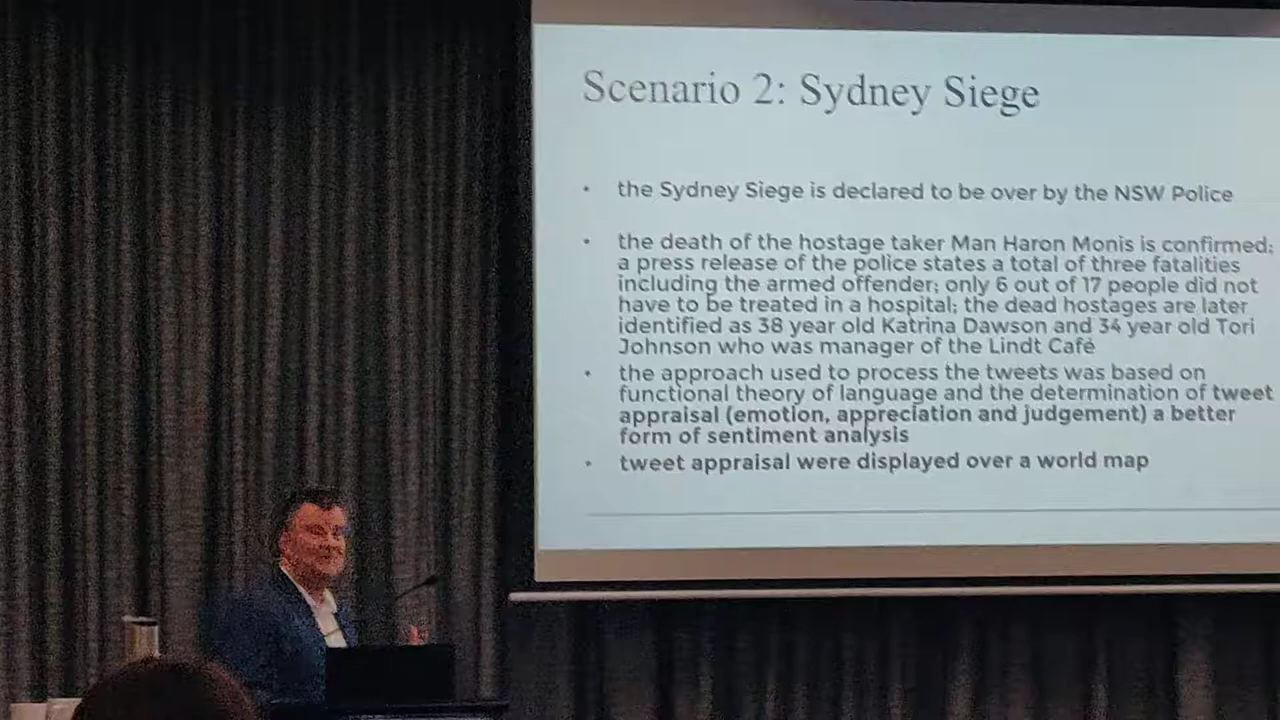 Scenario 2: Sydney Siege
• the Sydney Siege is declared to be over by the NSW Police
• the death of the hostage taker Man Haron Monis is confirmed;
a press release of the police states a total of three fatalities
including the armed offender; only 6 out of 17 people did not
have to be treated in a hospital; the dead hostages are later
identified as 38 year old Katrina Dawson and 34 year old Tori
Johnson who was manager of the Lindt Café
• the approach used to process the tweets was based on
functional theory of language and the determination of tweet
appraisal (emotion, appreciation and judgement) a better
form of sentiment analysis
• tweet appraisal were displayed over a world map